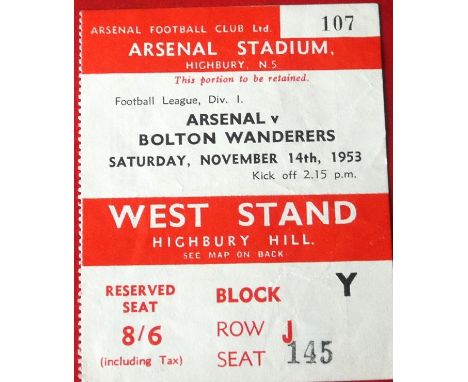 ARSENAL FOOTBALL CLUB Ltd. 107
ARSENAL STADIUM,
HIGHBURY, N.5
This portion to be retained.
Football League, Div. I.
ARSENAL v
BOLTON WANDERERS
SATURDAY, NOVEMBER 14th, 1953
Kick off 2.15 p.m.
WEST STAND
HIGHBURY HILL.
SEE MAP ON BACK
RESERVED
SEAT
8/6
(including Tax)
BLOCK Y
ROW J
SEAT 145